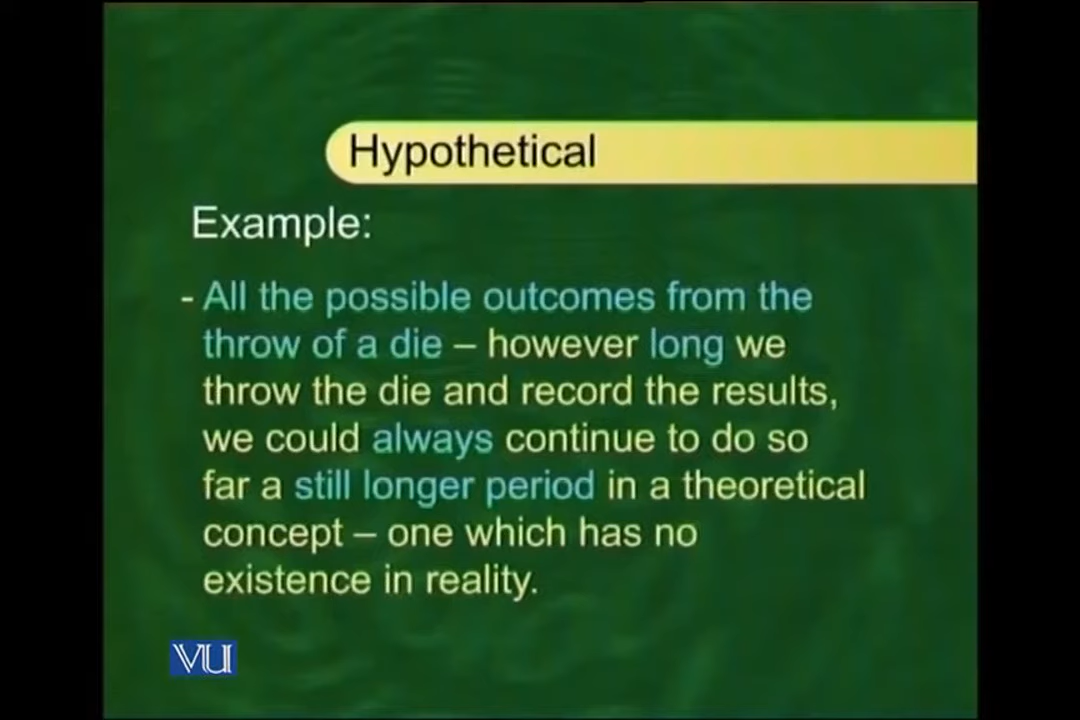 Hypothetical
Example:
- All the possible outcomes from the
throw of a die – however long we
throw the die and record the results,
we could always continue to do so
far a still longer period in a theoretical
concept – one which has no
existence in reality.
VU